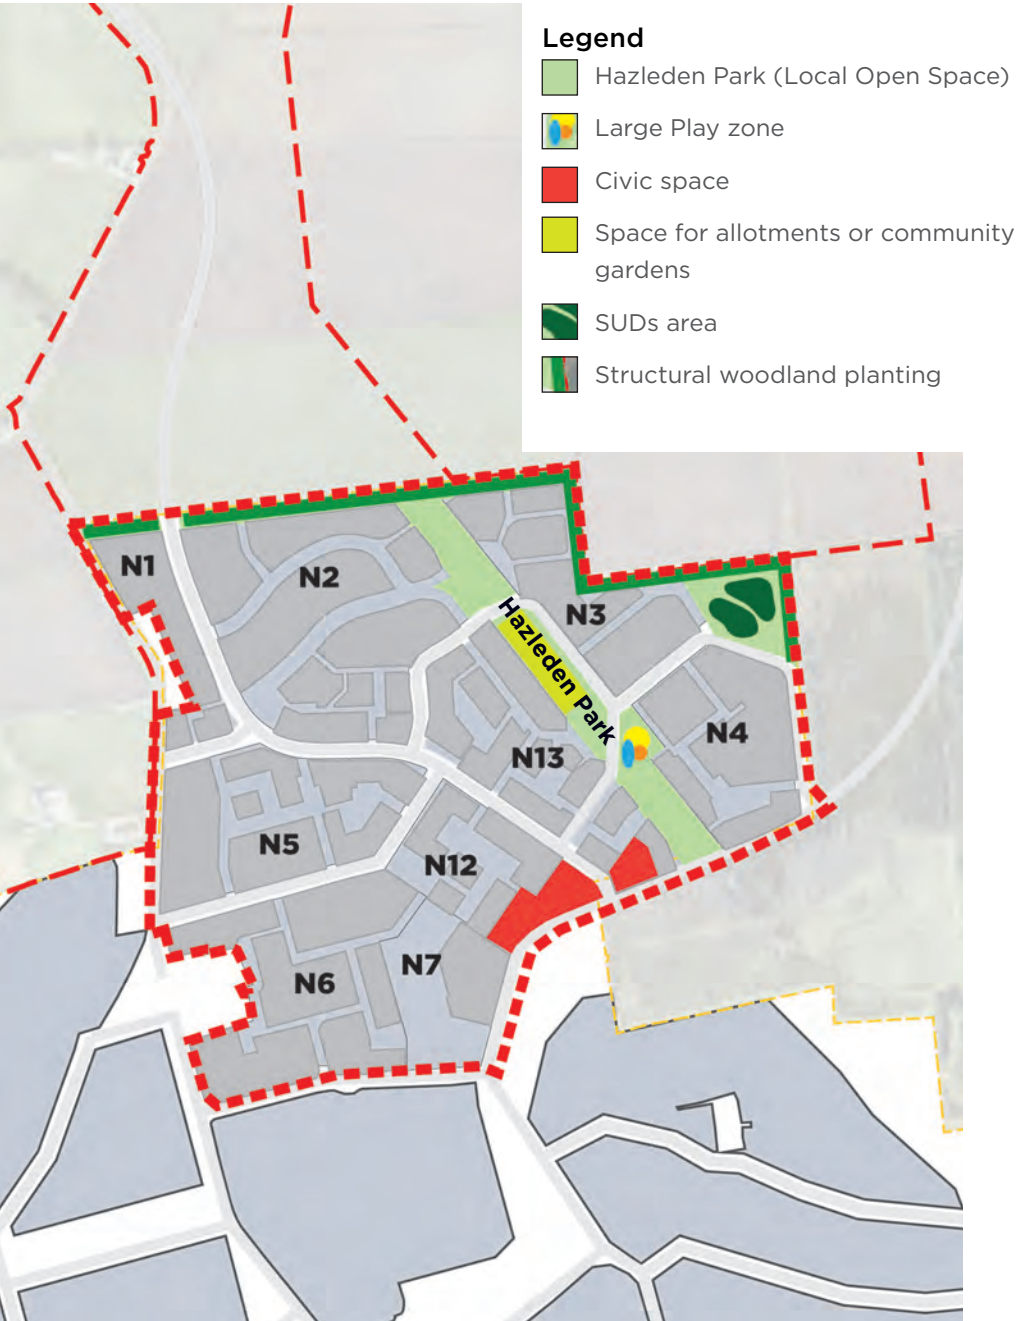 Legend
Hazleden Park (Local Open Space)
Large Play zone
Civic space
Space for allotments or community
gardens
SUDs area
Structural woodland planting
N1
N2
N3
Hazleden Park
N4
N13
N5
N12
N7
N6